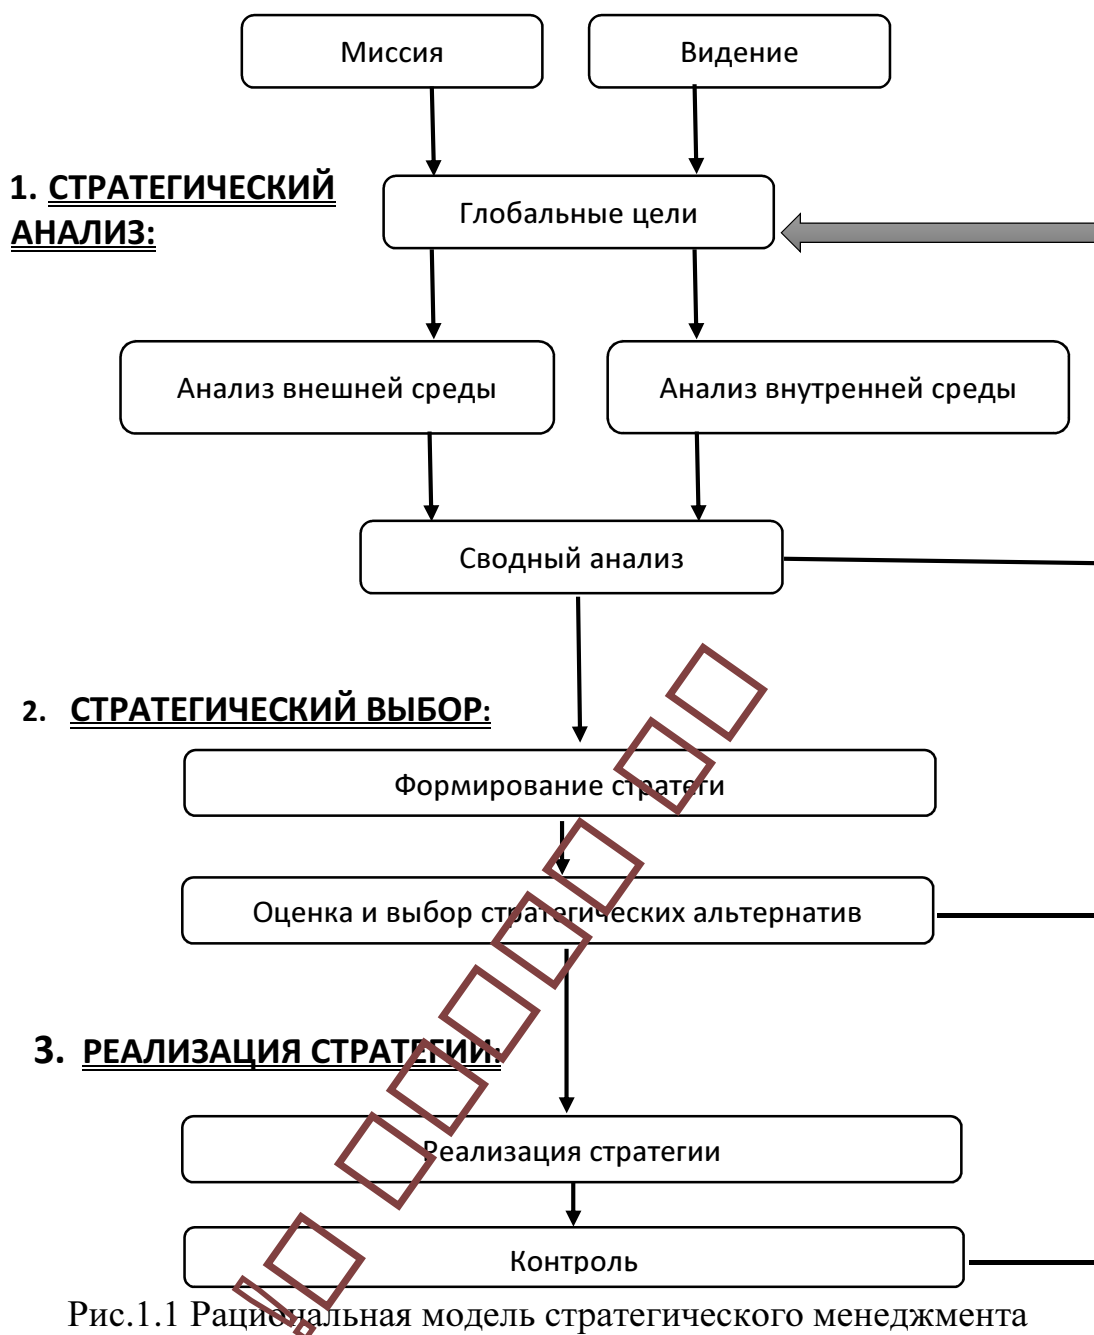 Миссия
Видение
1. СТРАТЕГИЧЕСКИЙ
АНАЛИЗ:
Глобальные цели
Анализ внешней среды
Анализ внутренней среды
Сводный анализ
2. СТРАТЕГИЧЕСКИЙ ВЫБОР:
Формирование стратеги
Оценка и выбор стратегических альтернатив
3. РЕАЛИЗАЦИЯ СТРАТЕГИИ:
Реализация стратегии
Контроль
Рис.1.1 Рациональная модель стратегического менеджмента